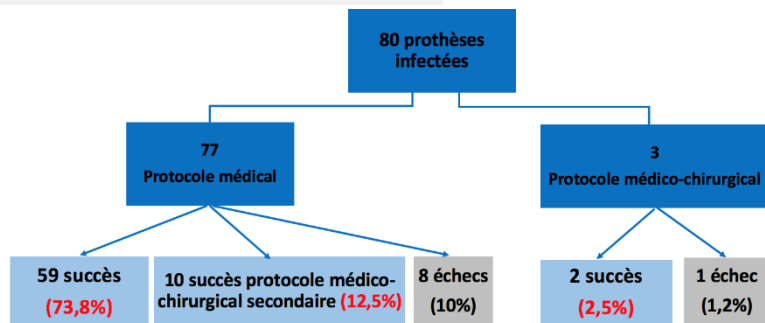 80 prothèses
infectées
77
Protocole médical
3
Protocole médico-chirurgical
59 succès
(73,8%)
10 succès protocole médico-
chirurgical secondaire (12,5%)
8 échecs
(10%)
2 succès
(2,5%)
1 échec
(1,2%)